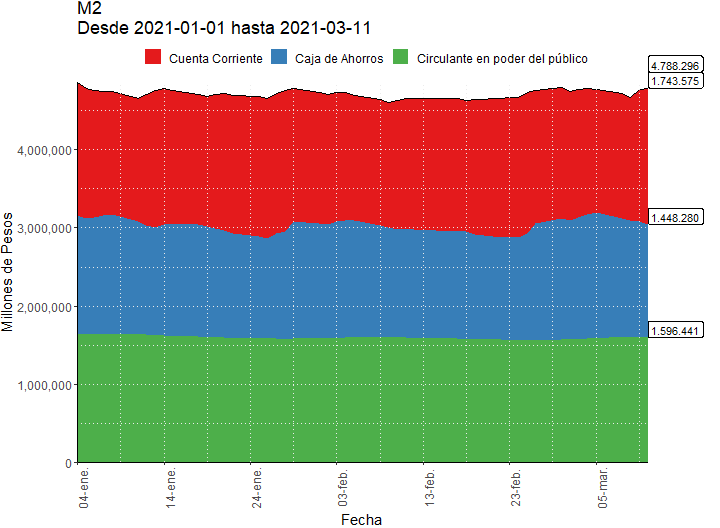 M2
Desde 2021-01-01 hasta 2021-03-11
Cuenta Corriente Caja de Ahorros Circulante en poder del público
4.788.296
1.743.575
4,000,000
1.448.280
3,000,000
2,000,000
1.596.441
1,000,000
0
Millones de Pesos
04-ene. 14-ene. 24-ene. 03-feb. 13-feb. 23-feb. 05-mar.
Fecha